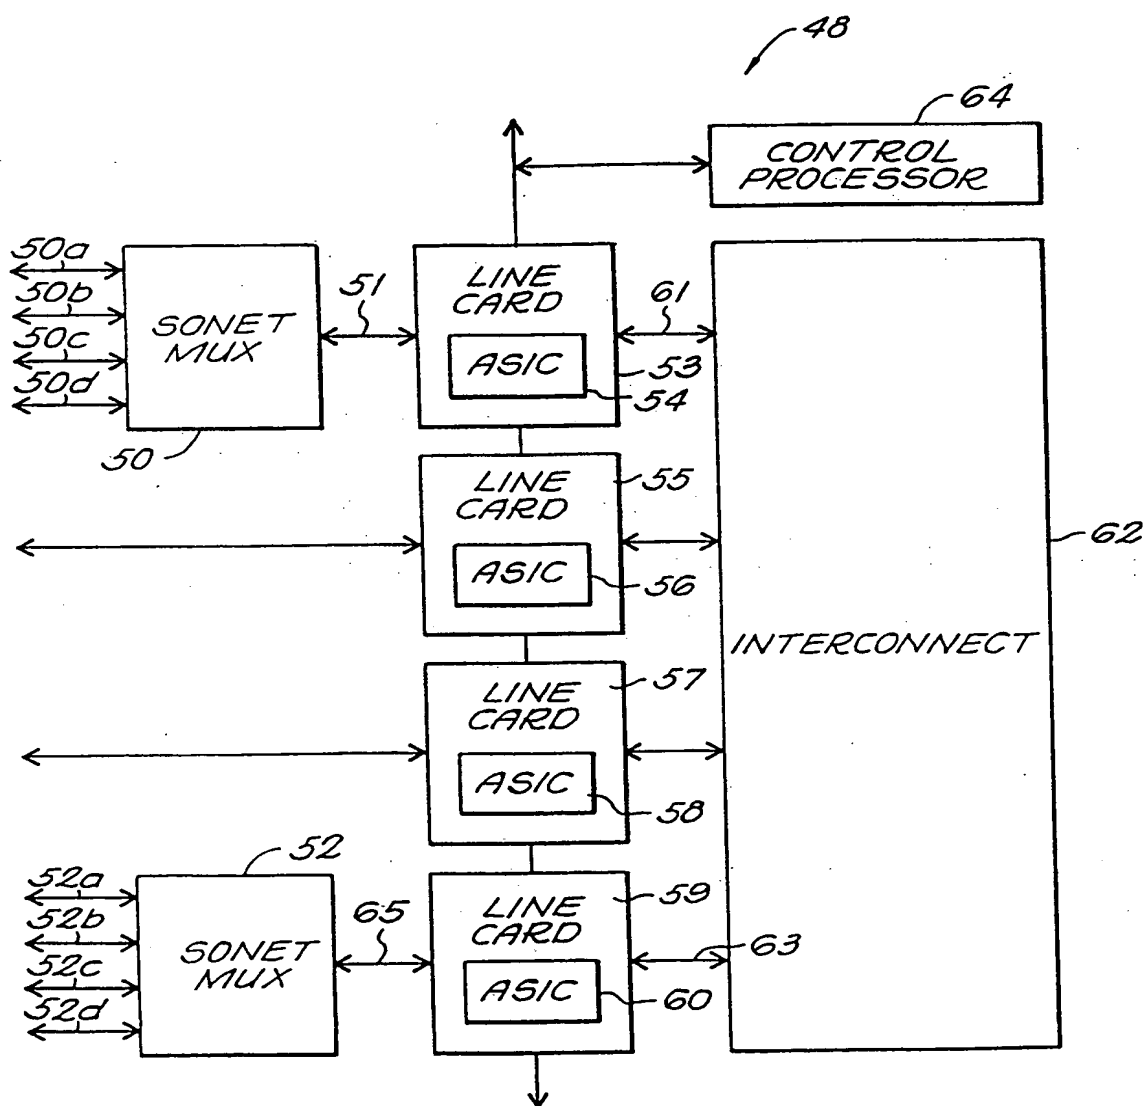 48
64
CONTROL
PROCESSOR
50a
50b
50c
50d
SONET
MUX
50
51
LINE
CARD
ASIC
53
54
61
LINE
CARD
55
ASIC
56
62
INTERCONNECT
LINE
CARD
57
ASIC
58
52
52a
52b
52c
52d
SONET
MUX
65
LINE
CARD
59
ASIC
60
63